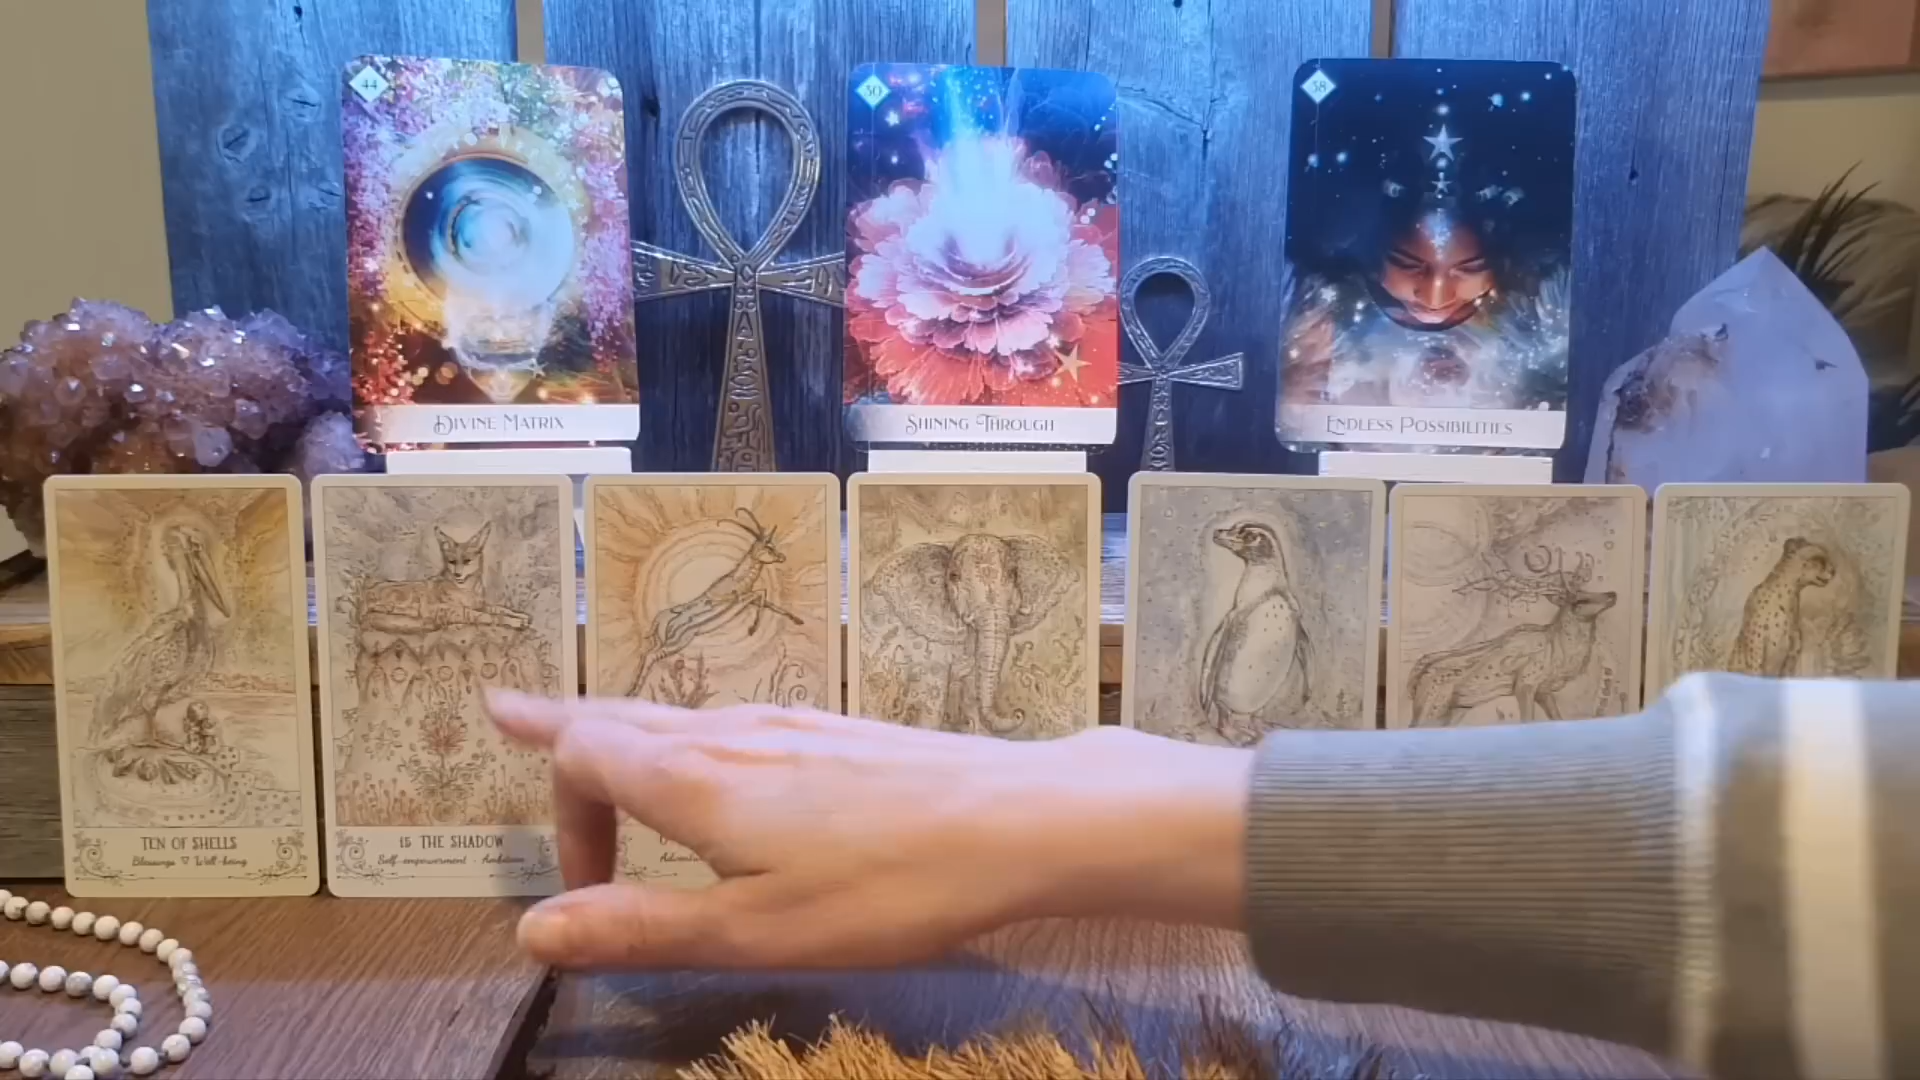 44
30
38
DIVINE MATRIX
SHINING THROUGH
ENDLESS POSSIBILITIES
TEN OF SHELLS
Blessings ♡ Well-being
15 THE SHADOW
Self-empowerment · Ambition